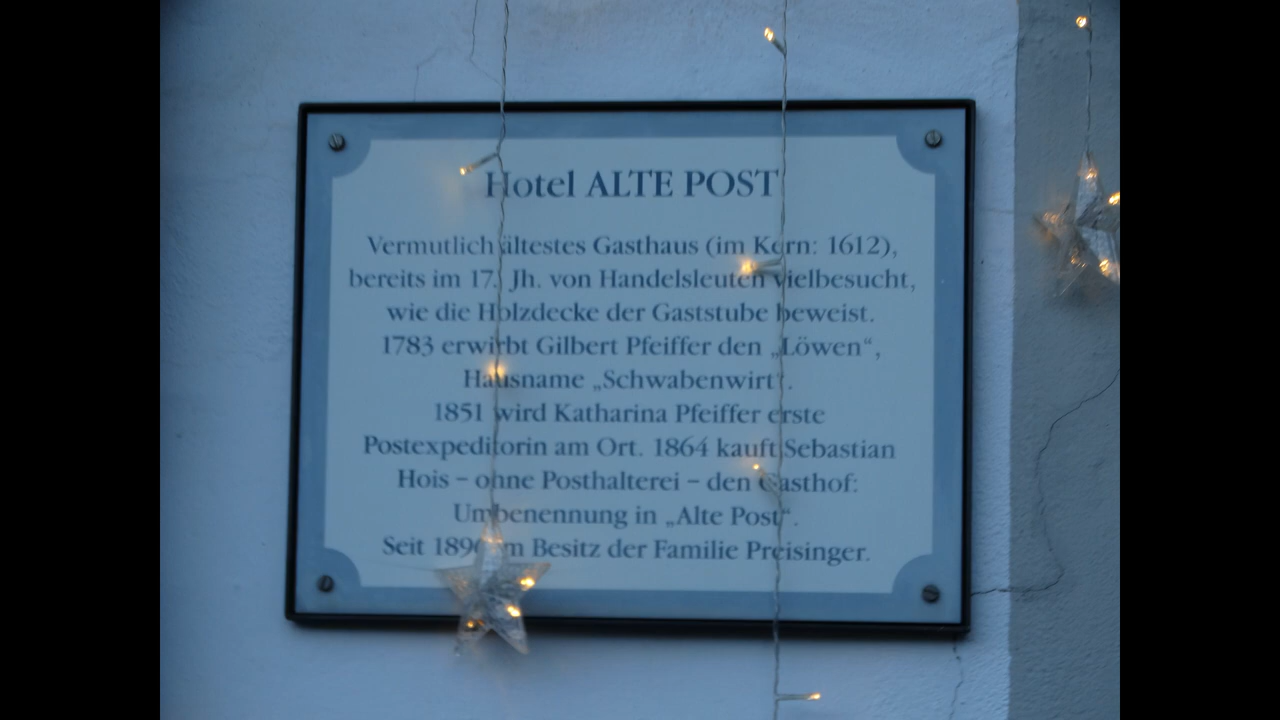 Hotel ALTE POST
Vermutlich ältestes Gasthaus (im Kern: 1612),
bereits im 17. Jh. von Handelsleuten vielbesucht,
wie die Holzdecke der Gaststube beweist.
1783 erwirbt Gilbert Pfeiffer den „Löwen“,
Hausname „Schwabenwirt“.
1851 wird Katharina Pfeiffer erste
Postexpeditorin am Ort. 1864 kauft Sebastian
Hois – ohne Posthalterei – den Gasthof:
Umbenennung in „Alte Post“.
Seit im Besitz der Familie Preisinger.